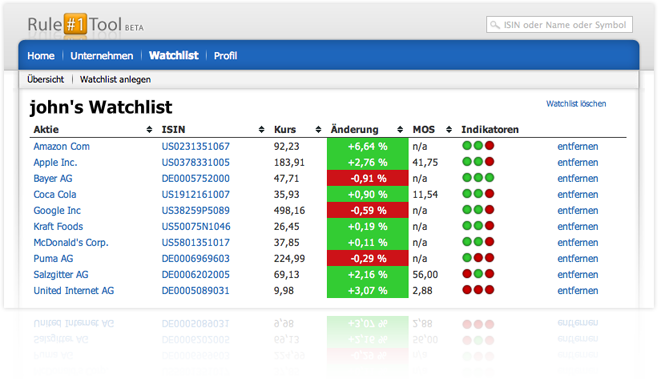 Rule #1 Tool BETA
ISIN oder Name oder Symbol
Home Unternehmen Watchlist Profil
Übersicht Watchlist anlegen
john's Watchlist Watchlist löschen
Aktie ISIN Kurs Änderung MOS Indikatoren
Amazon Com US0231351067 92,23 +6,64 % n/a entfernen
Apple Inc. US0378331005 183,91 +2,76 % 41,75 entfernen
Bayer AG DE0005752000 47,71 -0,91 % n/a entfernen
Coca Cola US1912161007 35,93 +0,90 % 11,54 entfernen
Google Inc US38259P5089 498,16 -0,59 % n/a entfernen
Kraft Foods US50075N1046 26,45 +0,19 % n/a entfernen
McDonald's Corp. US5801351017 37,85 +0,11 % n/a entfernen
Puma AG DE0006969603 224,99 -0,29 % n/a entfernen
Salzgitter AG DE0006202005 69,13 +2,16 % 56,00 entfernen
United Internet AG DE0005089031 9,98 +3,07 % 2,88 entfernen